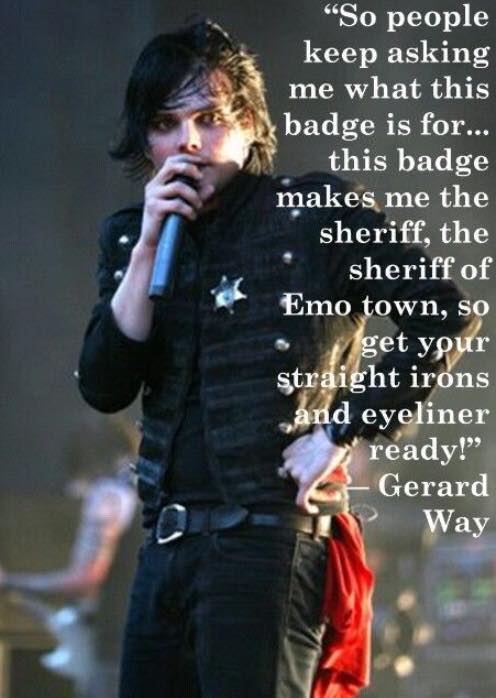 “So people
keep asking
me what this
badge is for...
this badge
makes me the
sheriff, the
sheriff of
Emo town, so
get your
straight irons
and eyeliner
ready!”
– Gerard
Way